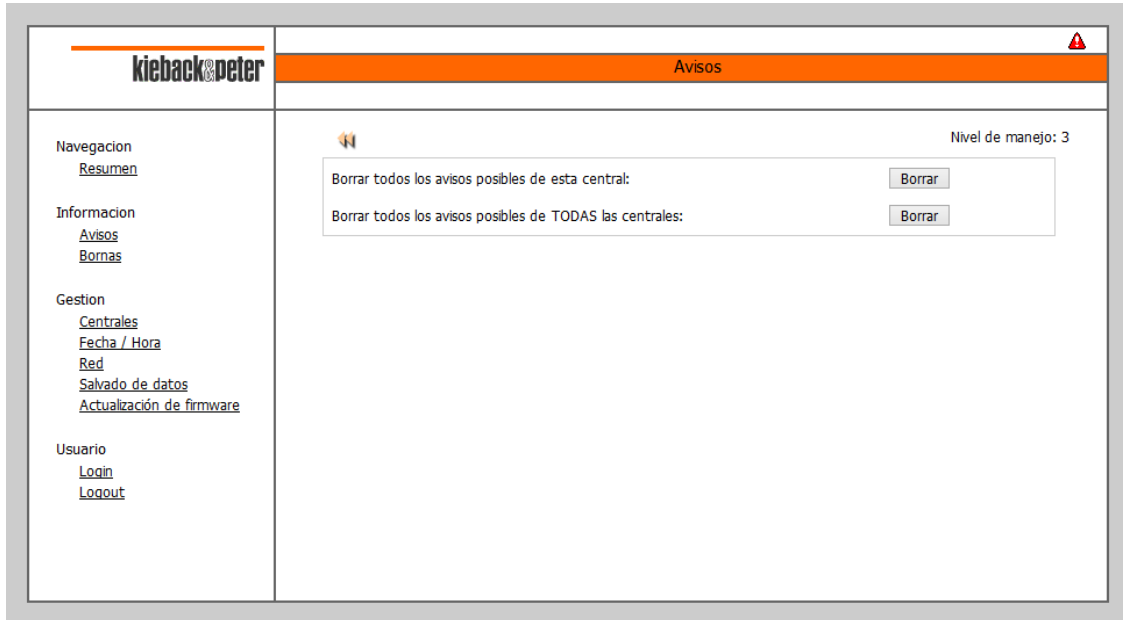 kieback&peter
Avisos
Nivel de manejo: 3
Navegacion
Resumen
Informacion
Avisos
Bornas
Gestion
Centrales
Fecha / Hora
Red
Salvado de datos
Actualización de firmware
Usuario
Login
Logout
Borrar todos los avisos posibles de esta central: Borrar
Borrar todos los avisos posibles de TODAS las centrales: Borrar